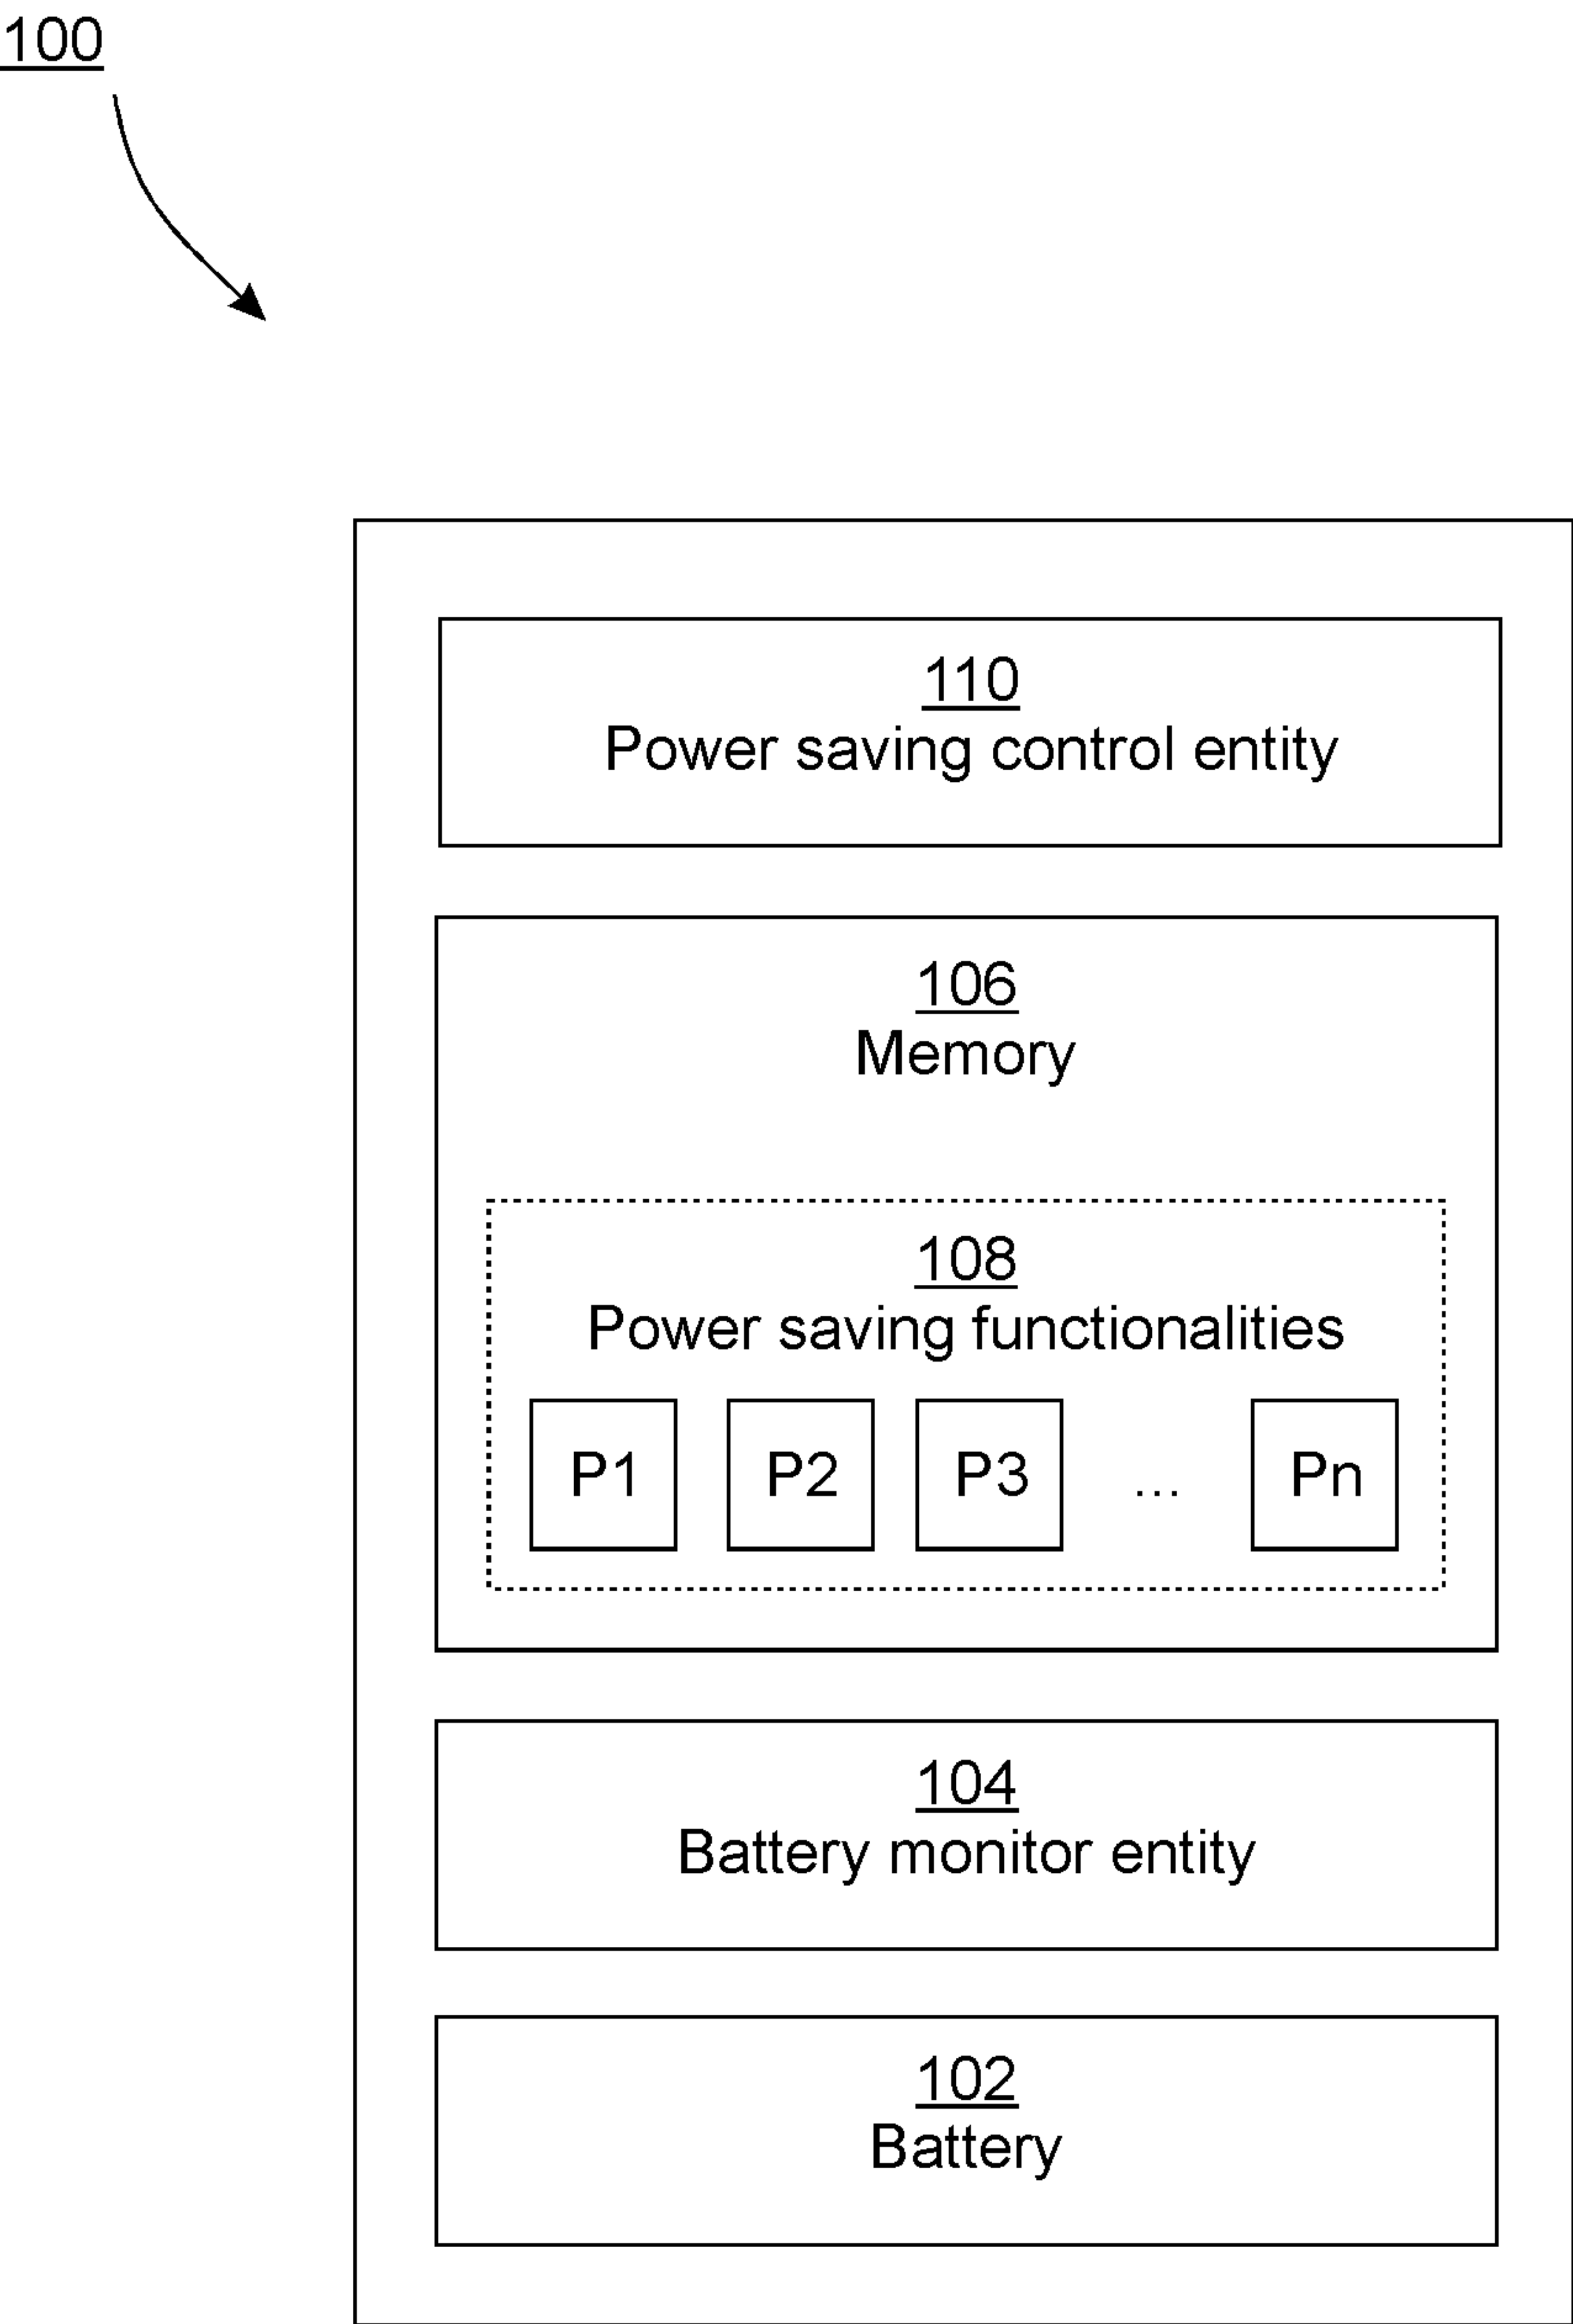 100
110
Power saving control entity
106
Memory
108
Power saving functionalities
P1 P2 P3 ... Pn
104
Battery monitor entity
102
Battery